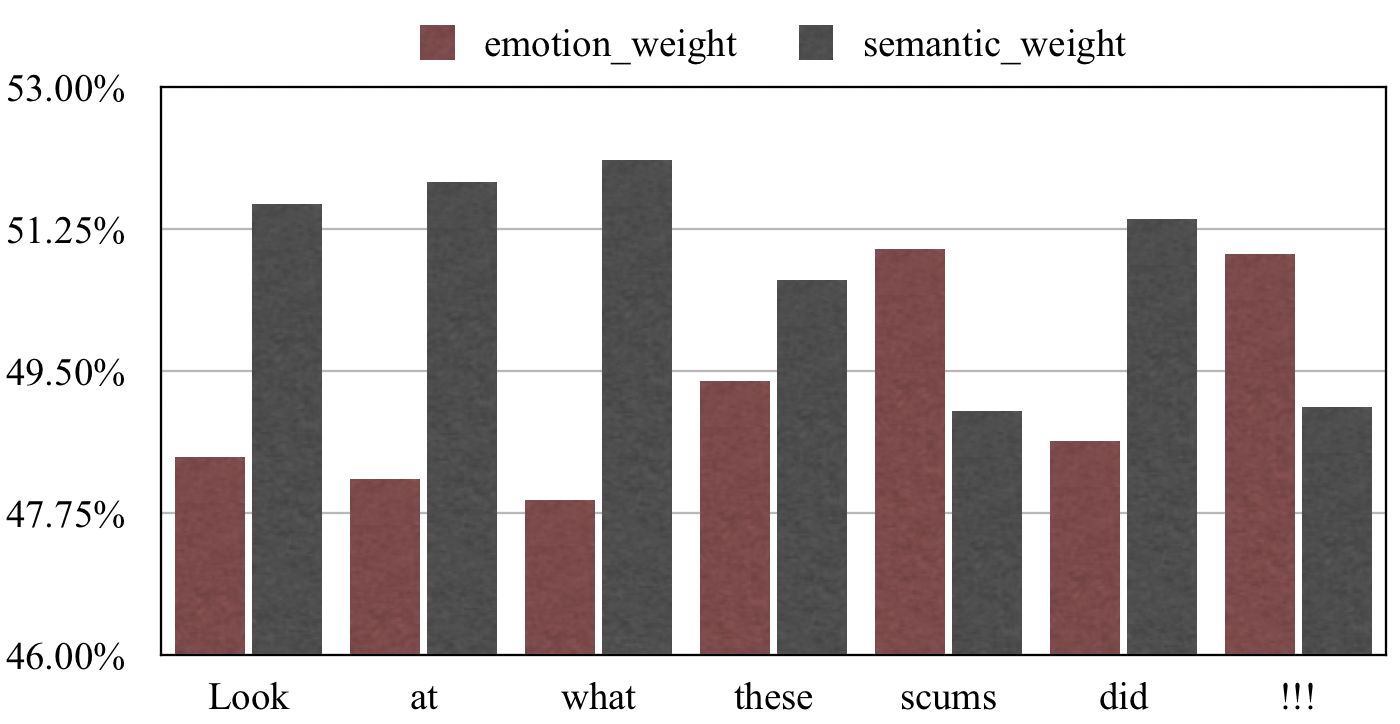 emotion_weight semantic_weight
53.00%
51.25%
49.50%
47.75%
46.00%
Look at what these scums did !!!